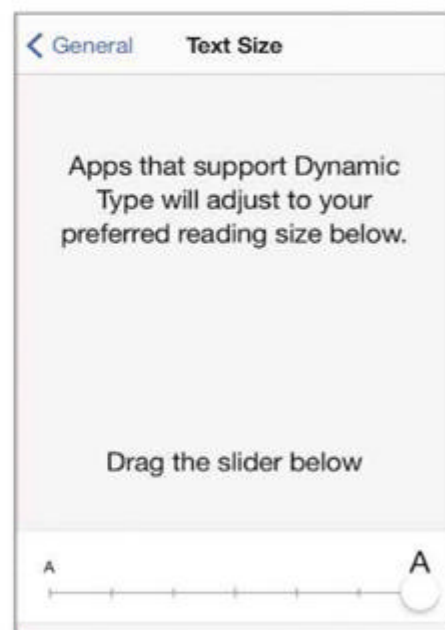 General Text Size
Apps that support Dynamic
Type will adjust to your
preferred reading size below.
Drag the slider below
A A